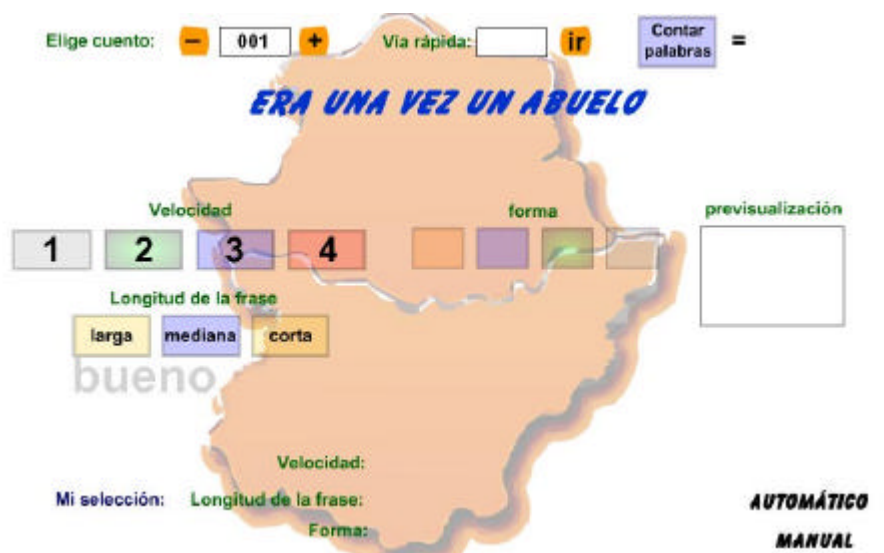 Elige cuento: − 001 + Vía rápida: ir Contar palabras =
ERA UNA VEZ UN ABUELO
Velocidad forma previsualización
1 2 3 4
Longitud de la frase
larga mediana corta
bueno
Velocidad:
Mi selección: Longitud de la frase:
Forma:
AUTOMÁTICO
MANUAL